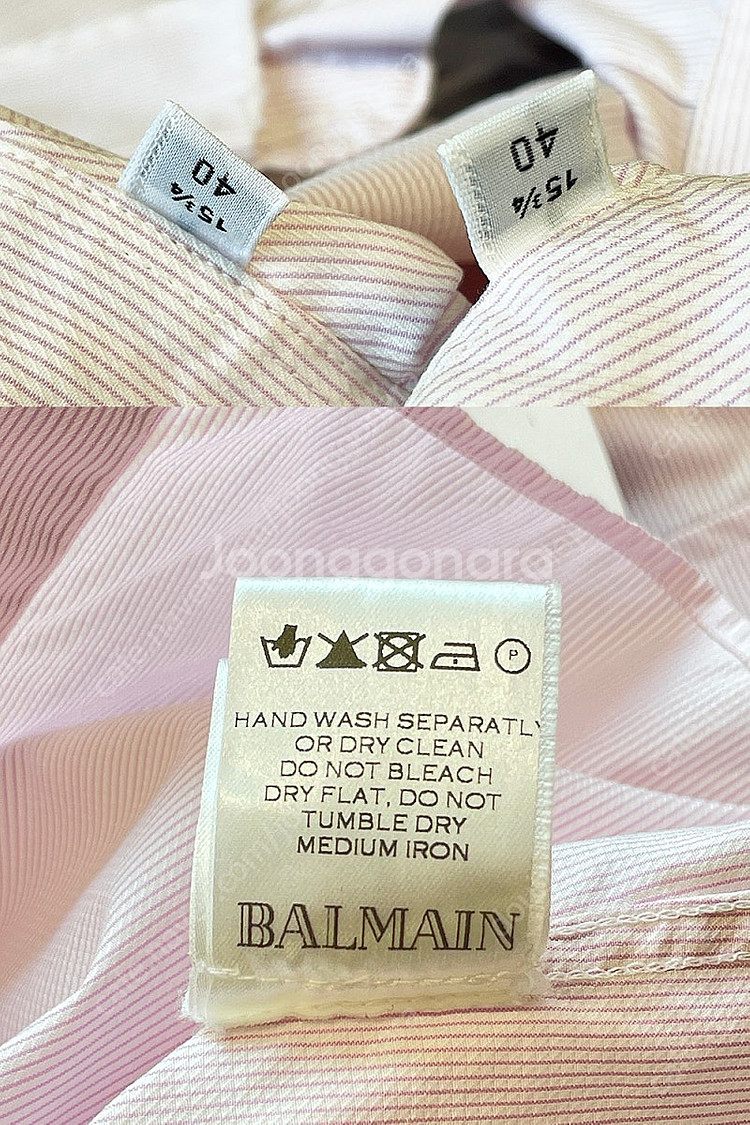 40
15¾
40
15¾
Joonggonara
P
HAND WASH SEPARATLY
OR DRY CLEAN
DO NOT BLEACH
DRY FLAT, DO NOT
TUMBLE DRY
MEDIUM IRON
BALMAIN